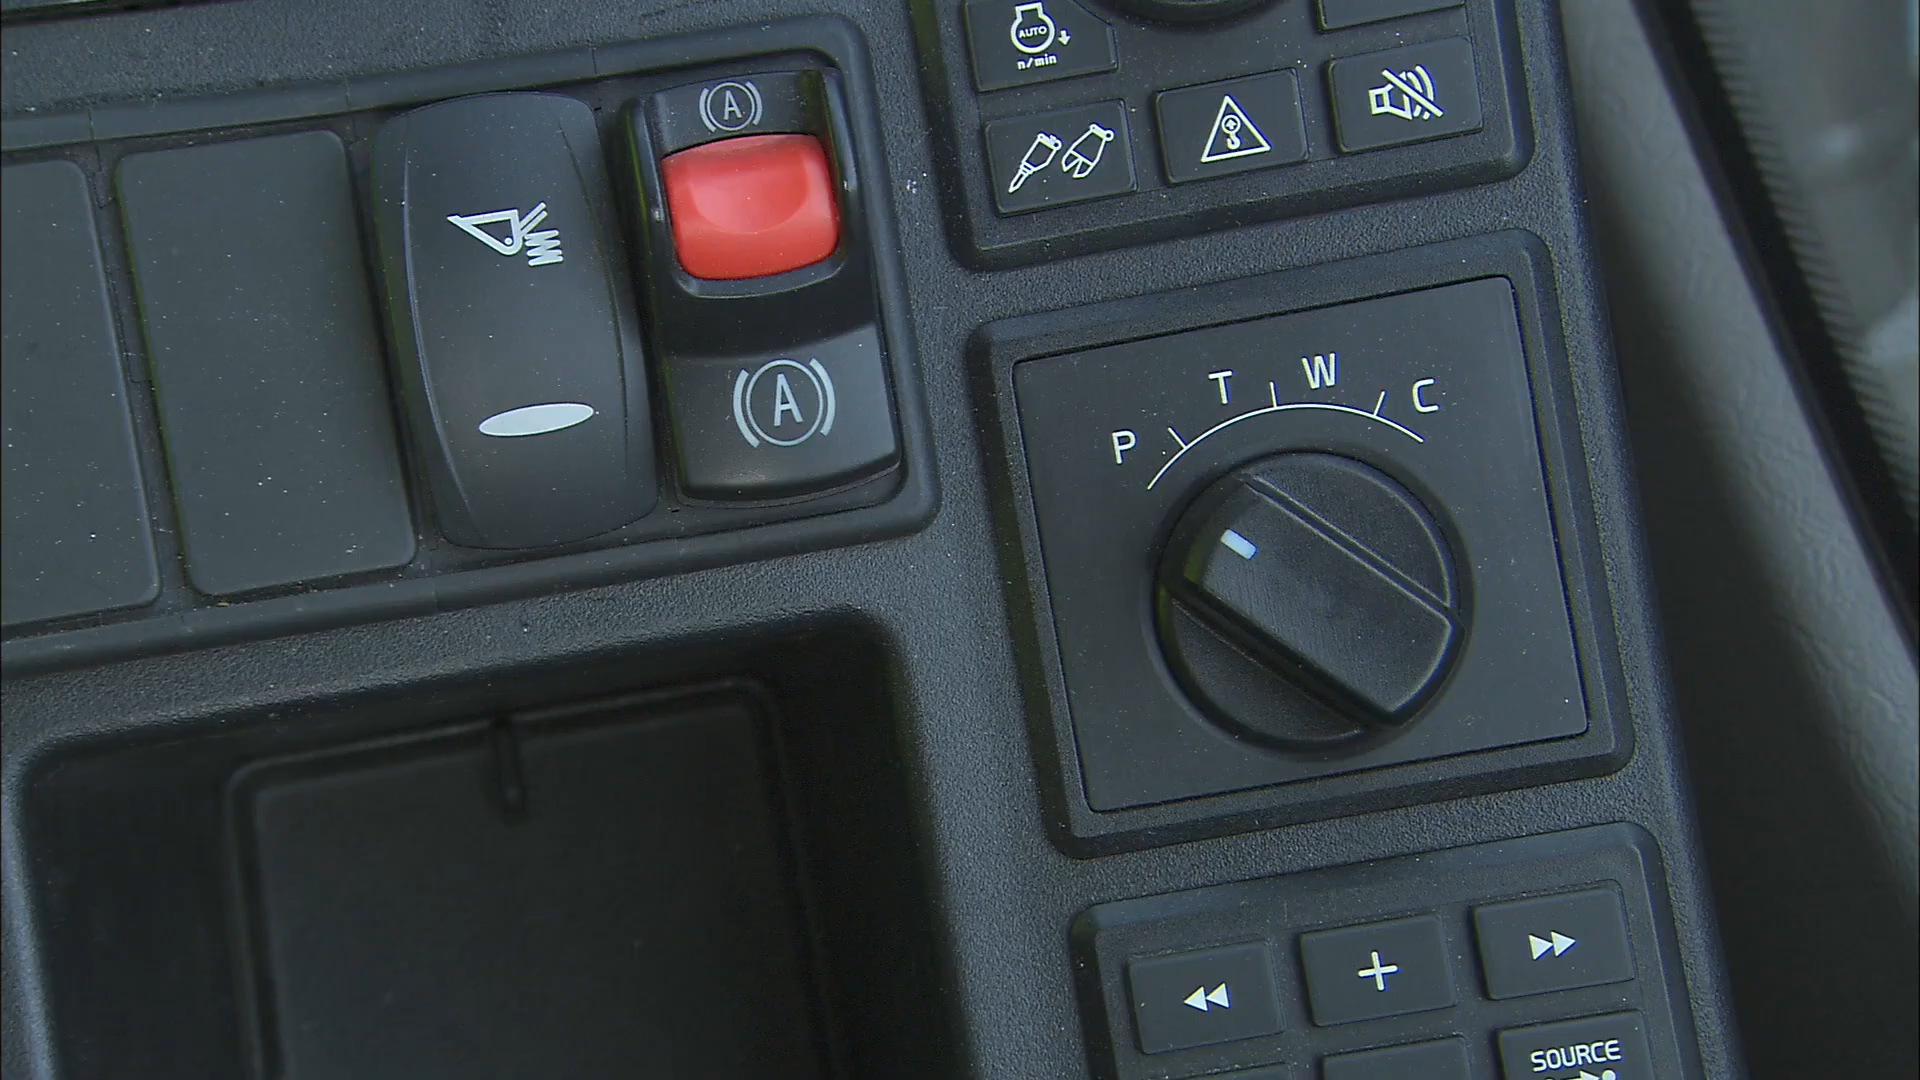 AUTO
n/min
A
A
P T W C
SOURCE